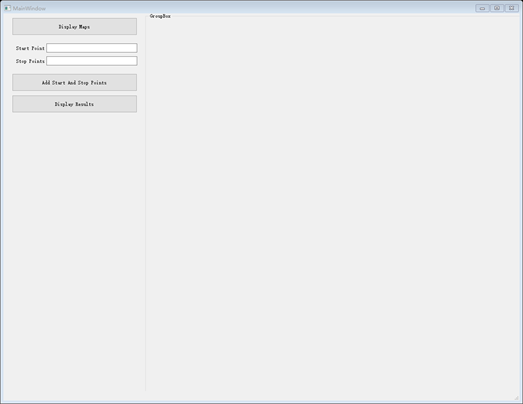 MainWindow
Display Maps
Start Point
Stop Points
Add Start And Stop Points
Display Results
GroupBox